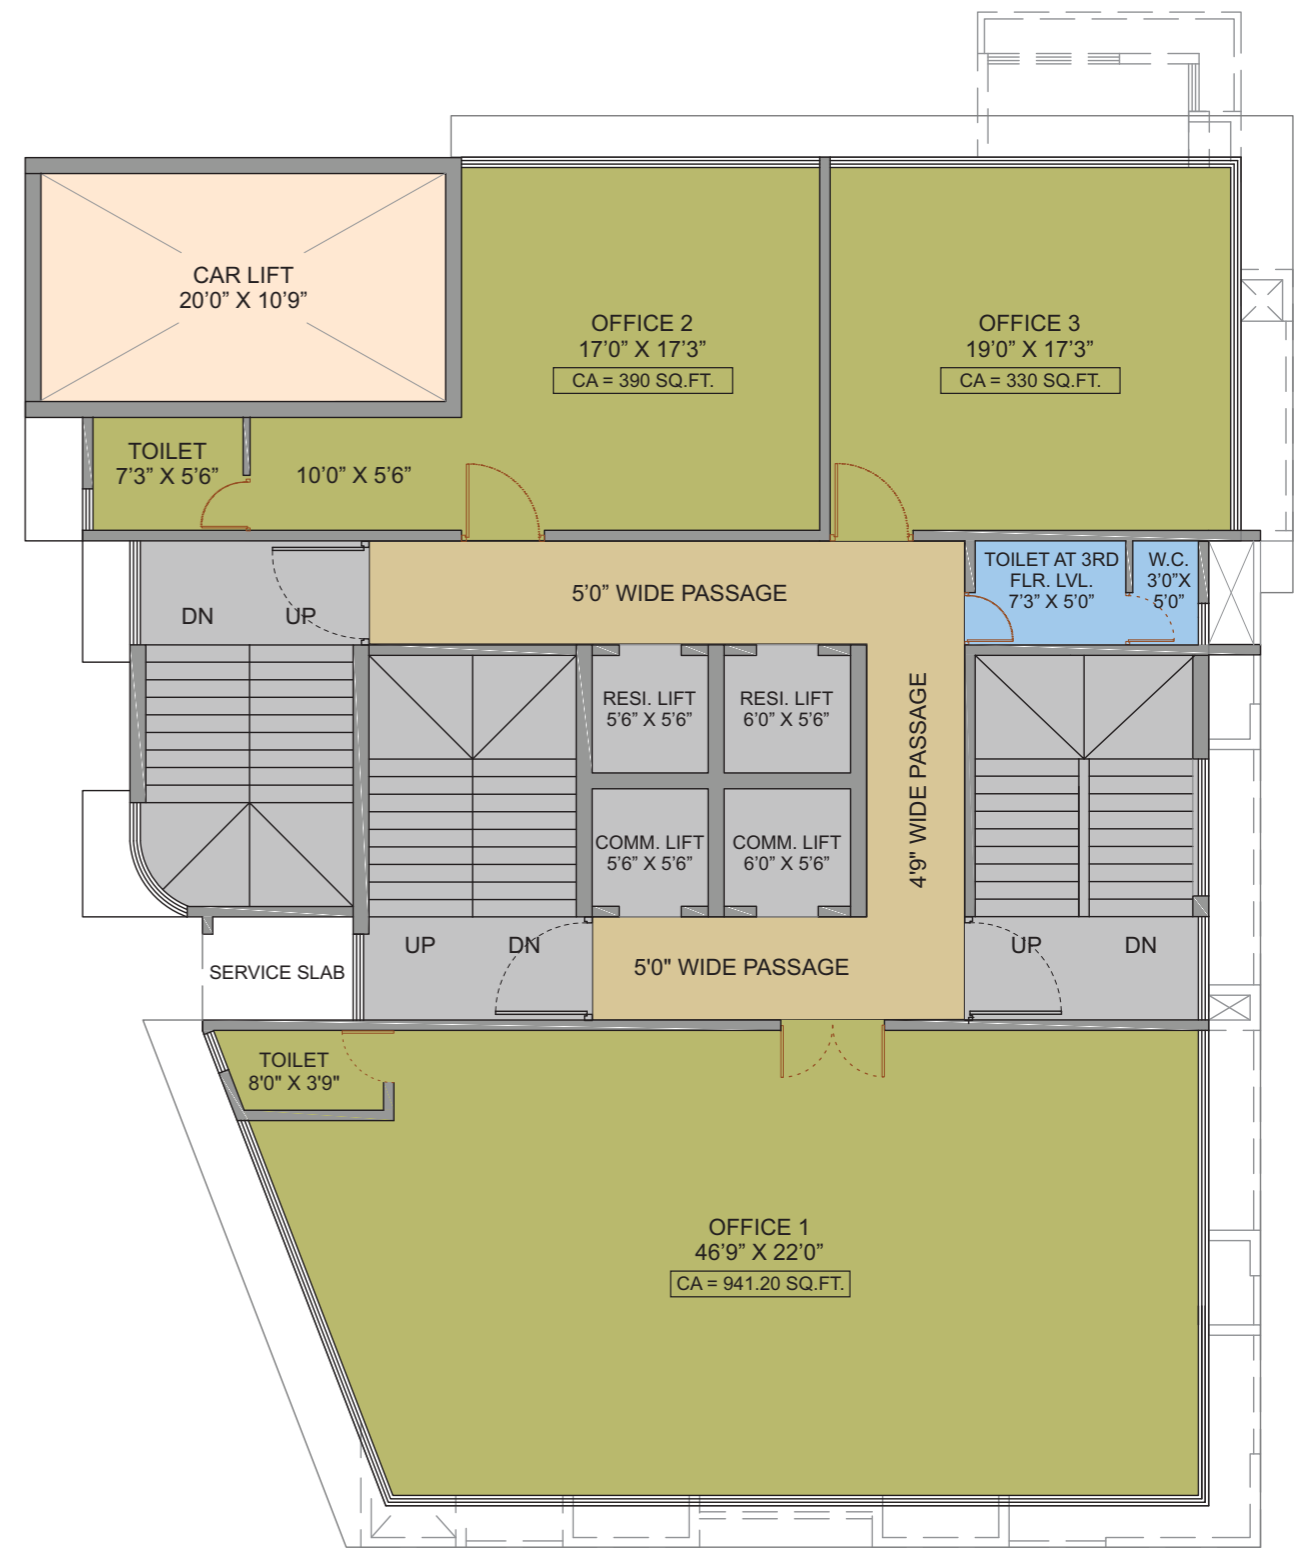 CAR LIFT
20’0” X 10’9”
OFFICE 2
17’0” X 17’3”
CA = 390 SQ.FT.
OFFICE 3
19’0” X 17’3”
CA = 330 SQ.FT.
TOILET
7’3” X 5’6”
10’0” X 5’6”
DN
UP
5’0” WIDE PASSAGE
TOILET AT 3RD
FLR. LVL.
7’3” X 5’0”
W.C.
3’0”X
5’0”
RESI. LIFT
5’6” X 5’6”
RESI. LIFT
6’0” X 5’6”
4'9" WIDE PASSAGE
COMM. LIFT
5’6” X 5’6”
COMM. LIFT
6’0” X 5’6”
SERVICE SLAB
UP
DN
5'0" WIDE PASSAGE
UP
DN
TOILET
8'0" X 3'9"
OFFICE 1
46’9” X 22’0”
CA = 941.20 SQ.FT.